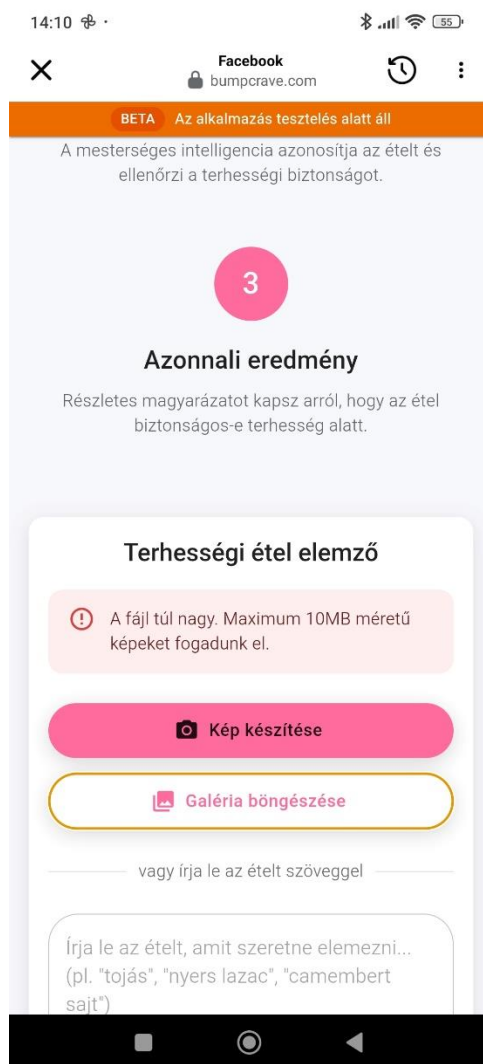 14:10
55
Facebook
bumpcrave.com
BETA Az alkalmazás tesztelés alatt áll
A mesterséges intelligencia azonosítja az ételt és
ellenőrzi a terhességi biztonságot.
3
Azonnali eredmény
Részletes magyarázatot kapsz arról, hogy az étel
biztonságos-e terhesség alatt.
Terhességi étel elemző
A fájl túl nagy. Maximum 10MB méretű
képeket fogadunk el.
Kép készítése
Galéria böngészése
vagy írja le az ételt szöveggel
Írja le az ételt, amit szeretne elemezni...
(pl. "tojás", "nyers lazac", "camembert
sajt")